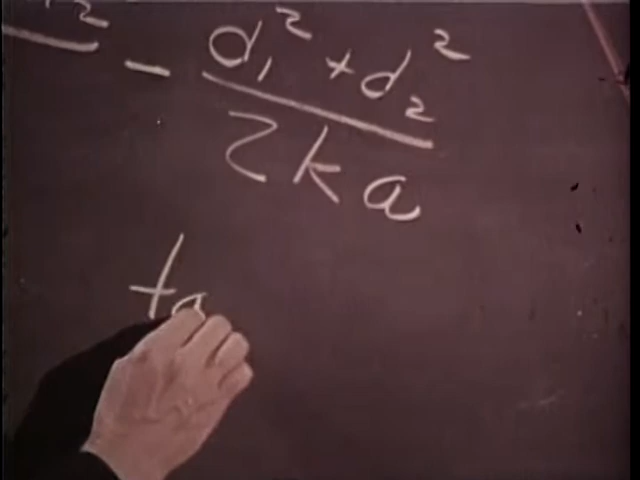 - d₁² + d₂²
2ka
ta